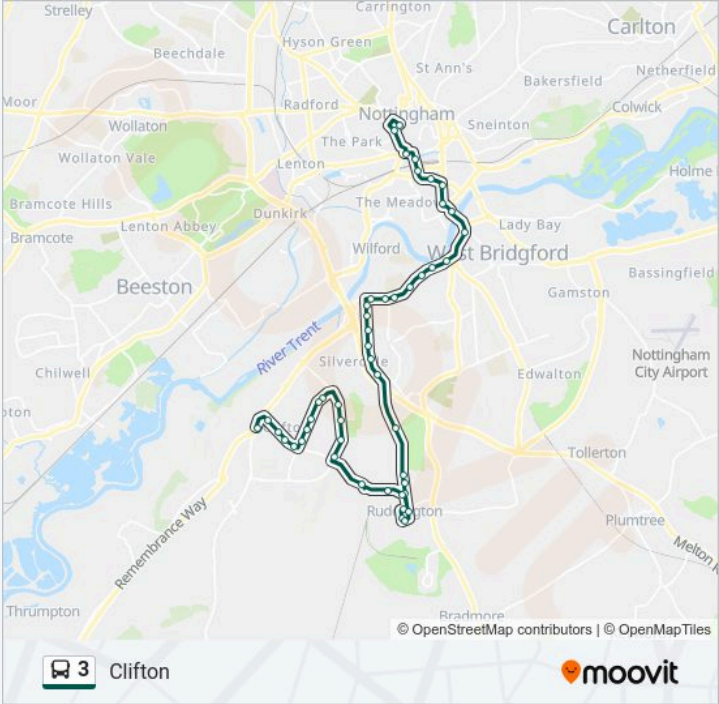 Strelley
Carrington
Carlton
Hyson Green
Beechdale
St Ann's
Netherfield
Bakersfield
Moor
Radford
Nottingham
Colwick
Wollaton
Sneinton
The Park
Wollaton Vale
Lenton
Holme
Bramcote Hills
Dunkirk
The Meadow
Lenton Abbey
Lady Bay
Bramcote
Wilford
West Bridgford
Bassingfield
Beeston
Gamston
River Trent
Nottingham
City Airport
Silverdale
Chilwell
Edwalton
Clifton
Tollerton
Ruddington
Plumtree
Remembrance Way
Melton R
Thrumpton
Bradmore
© OpenStreetMap contributors | © OpenMapTiles
3 Clifton
moovit